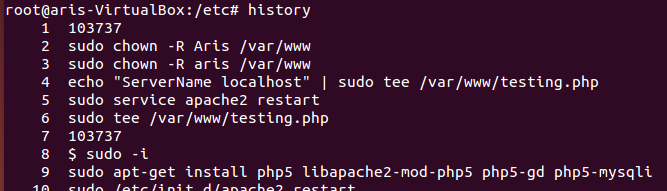 root@aris-VirtualBox:/etc# history
1 103737
2 sudo chown -R Aris /var/www
3 sudo chown -R aris /var/www
4 echo "ServerName localhost" | sudo tee /var/www/testing.php
5 sudo service apache2 restart
6 sudo tee /var/www/testing.php
7 103737
8 $ sudo -i
9 sudo apt-get install php5 libapache2-mod-php5 php5-gd php5-mysqli
10 sudo /etc/init.d/apache2 restart